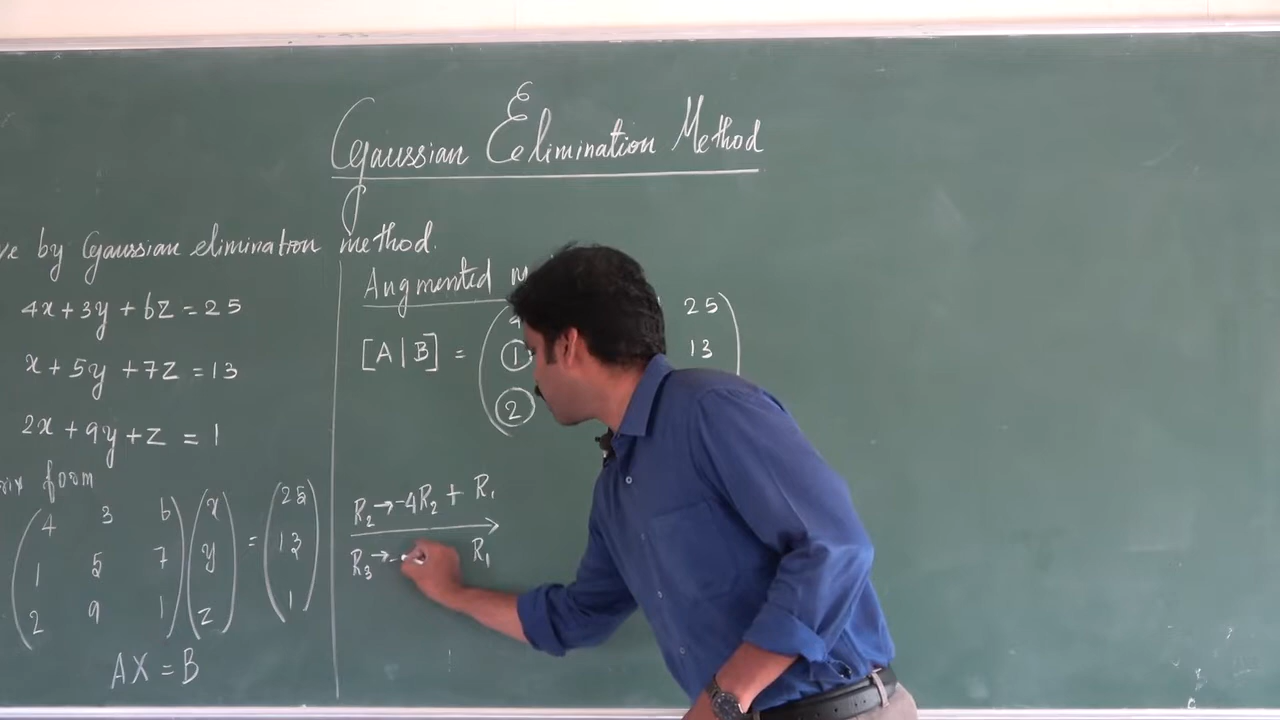 Gaussian Elimination Method
by Gaussian elimination method.
4x+3y+6z=25
x+5y+7z=13
2x+9y+z=1
form
4 3 6 x 25
1 5 7 y = 13
2 9 1 z 1
AX=B
Augmented
25
[A|B] = 1 13
2
R₂→-4R₂+R₁
R₃→- R₁